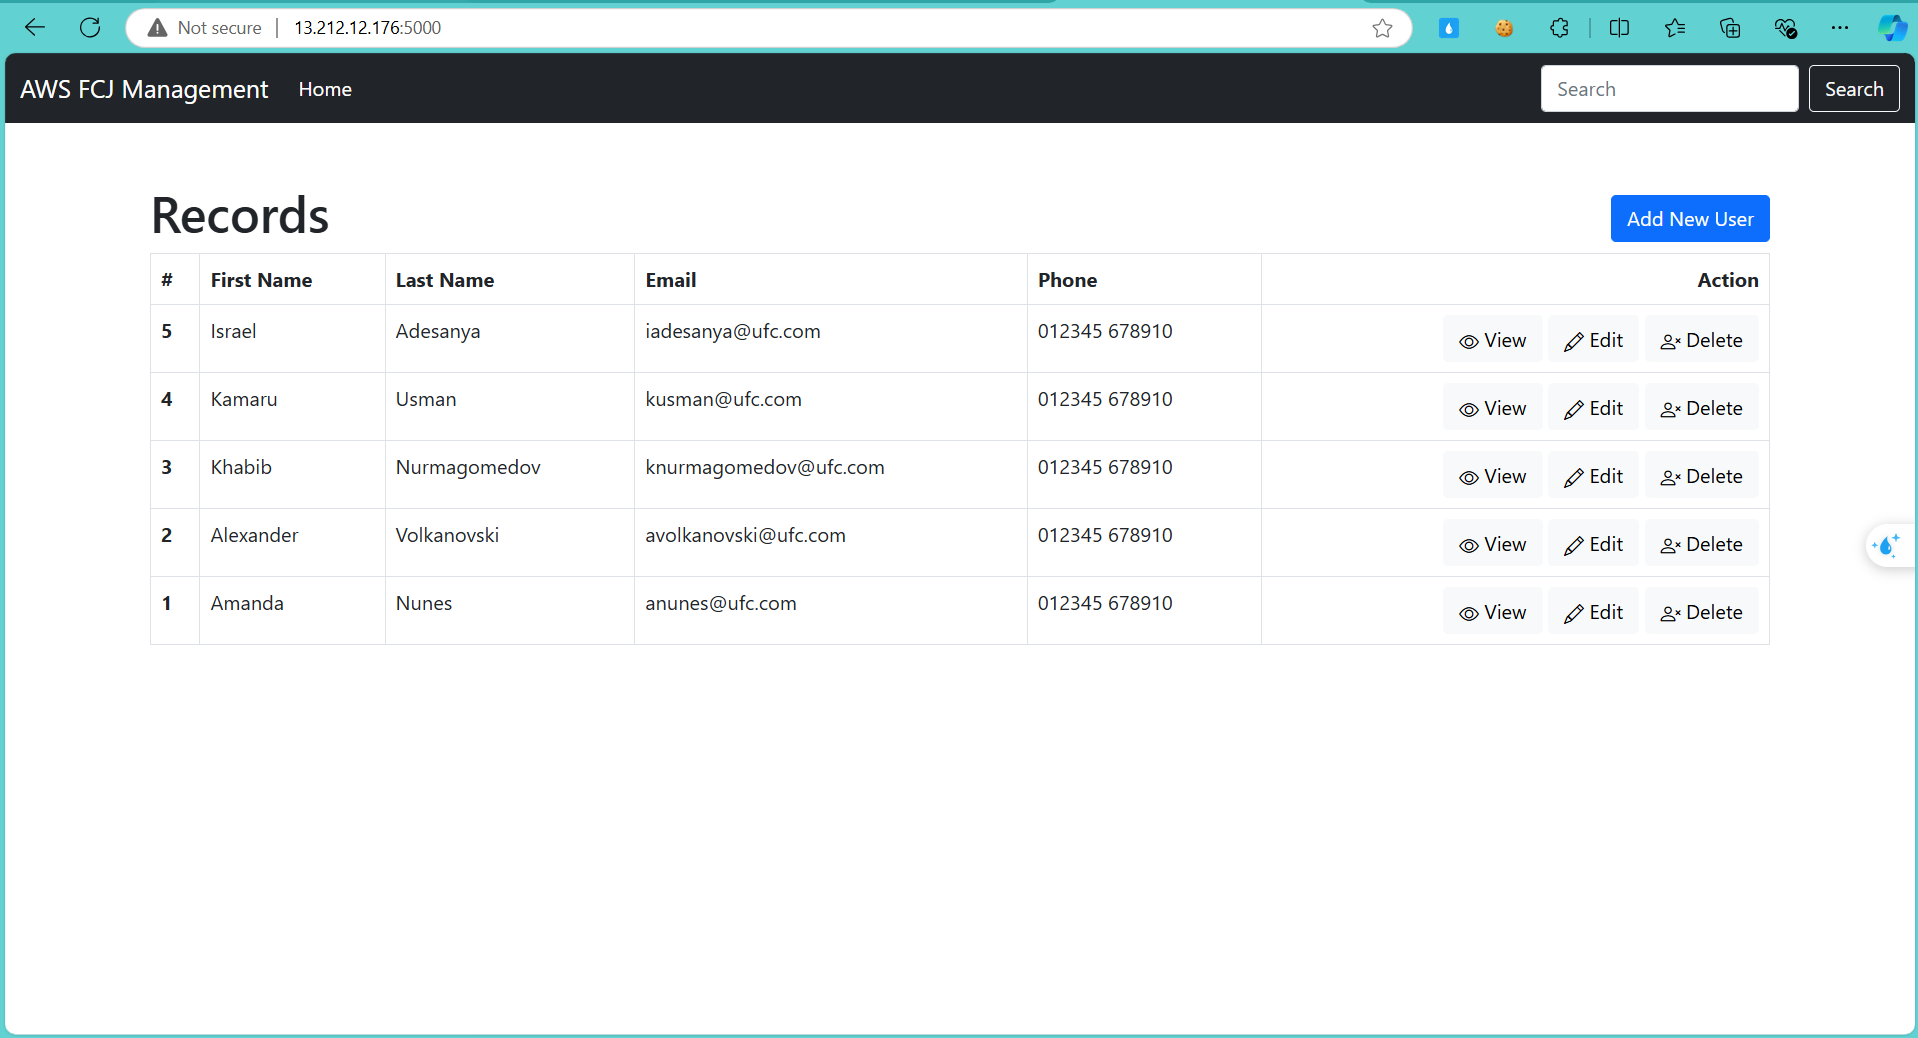 Not secure 13.212.12.176:5000
AWS FCJ Management Home Search Search
Records Add New User
# First Name Last Name Email Phone Action
5 Israel Adesanya iadesanya@ufc.com 012345 678910 View Edit Delete
4 Kamaru Usman kusman@ufc.com 012345 678910 View Edit Delete
3 Khabib Nurmagomedov knurmagomedov@ufc.com 012345 678910 View Edit Delete
2 Alexander Volkanovski avolkanovski@ufc.com 012345 678910 View Edit Delete
1 Amanda Nunes anunes@ufc.com 012345 678910 View Edit Delete